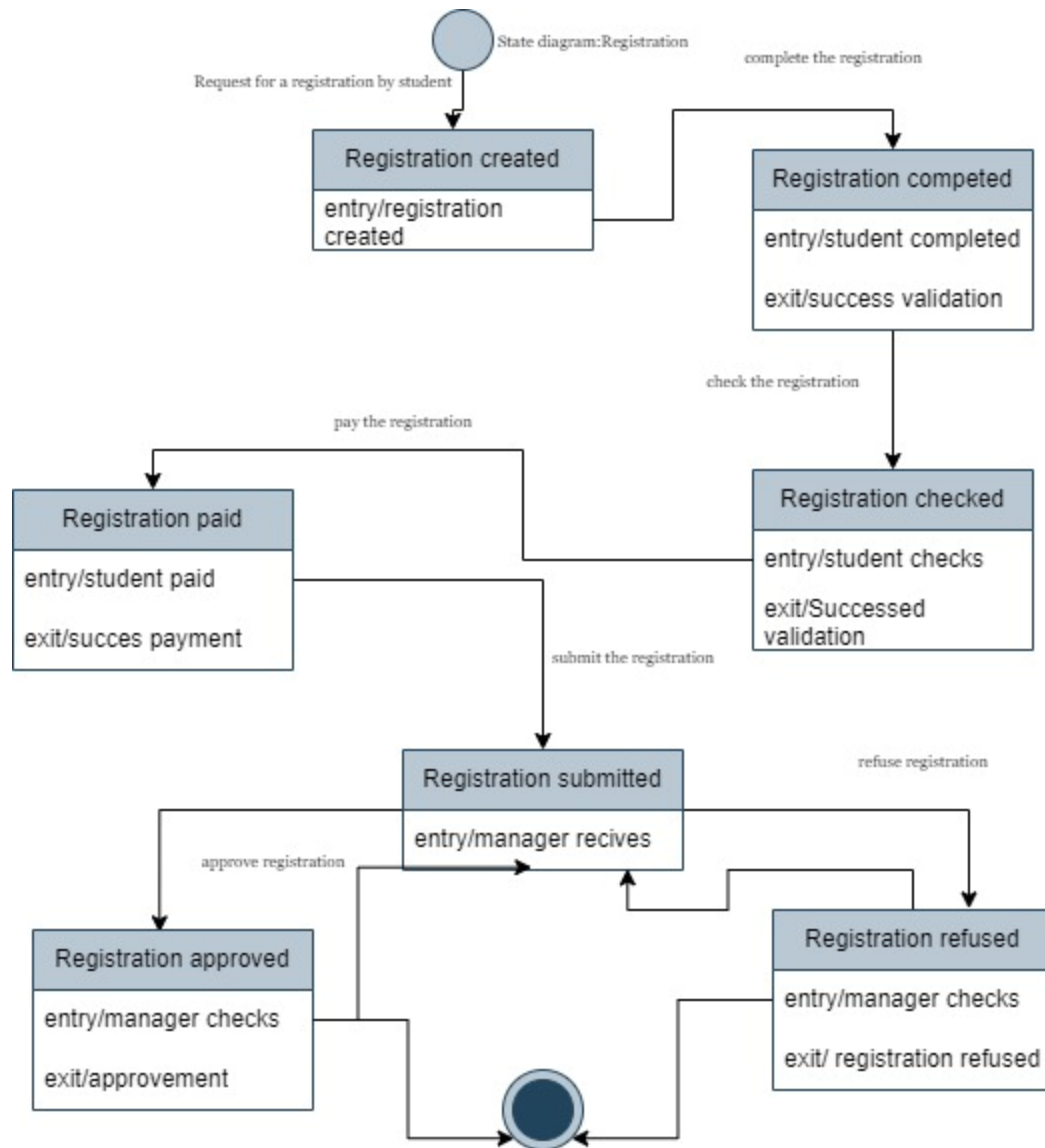 State diagram:Registration
Request for a registration by student
complete the registration
Registration created
entry/registration
created
Registration competed
entry/student completed
exit/success validation
check the registration
pay the registration
Registration paid
entry/student paid
exit/succes payment
Registration checked
entry/student checks
exit/Successed
validation
submit the registration
Registration submitted
entry/manager recives
refuse registration
approve registration
Registration approved
entry/manager checks
exit/approvement
Registration refused
entry/manager checks
exit/ registration refused